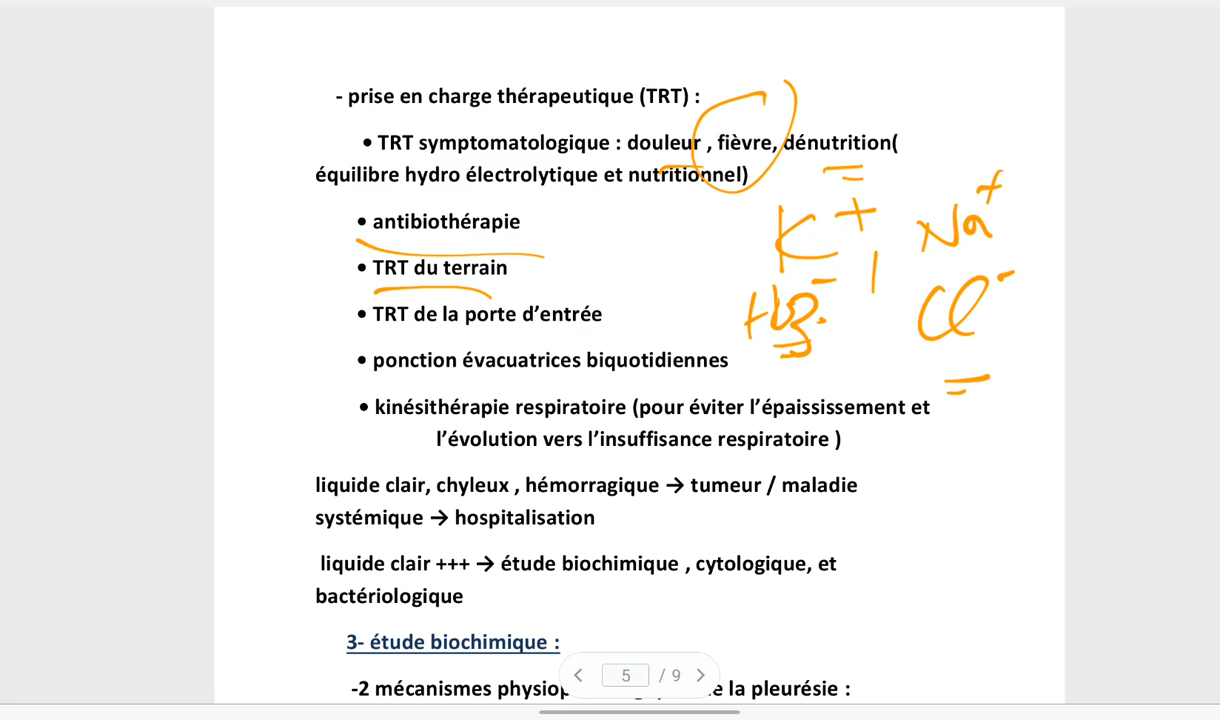 - prise en charge thérapeutique (TRT) :
• TRT symptomatologique : douleur , fièvre, dénutrition(
équilibre hydro électrolytique et nutritionnel)
K+ Na+
• antibiothérapie
• TRT du terrain
Cl-
• TRT de la porte d’entrée
• ponction évacuatrices biquotidiennes
• kinésithérapie respiratoire (pour éviter l’épaississement et
l’évolution vers l’insuffisance respiratoire )
liquide clair, chyleux , hémorragique → tumeur / maladie
systémique → hospitalisation
liquide clair +++ → étude biochimique , cytologique, et
bactériologique
3- étude biochimique :
5 / 9
-2 mécanismes la pleurésie :